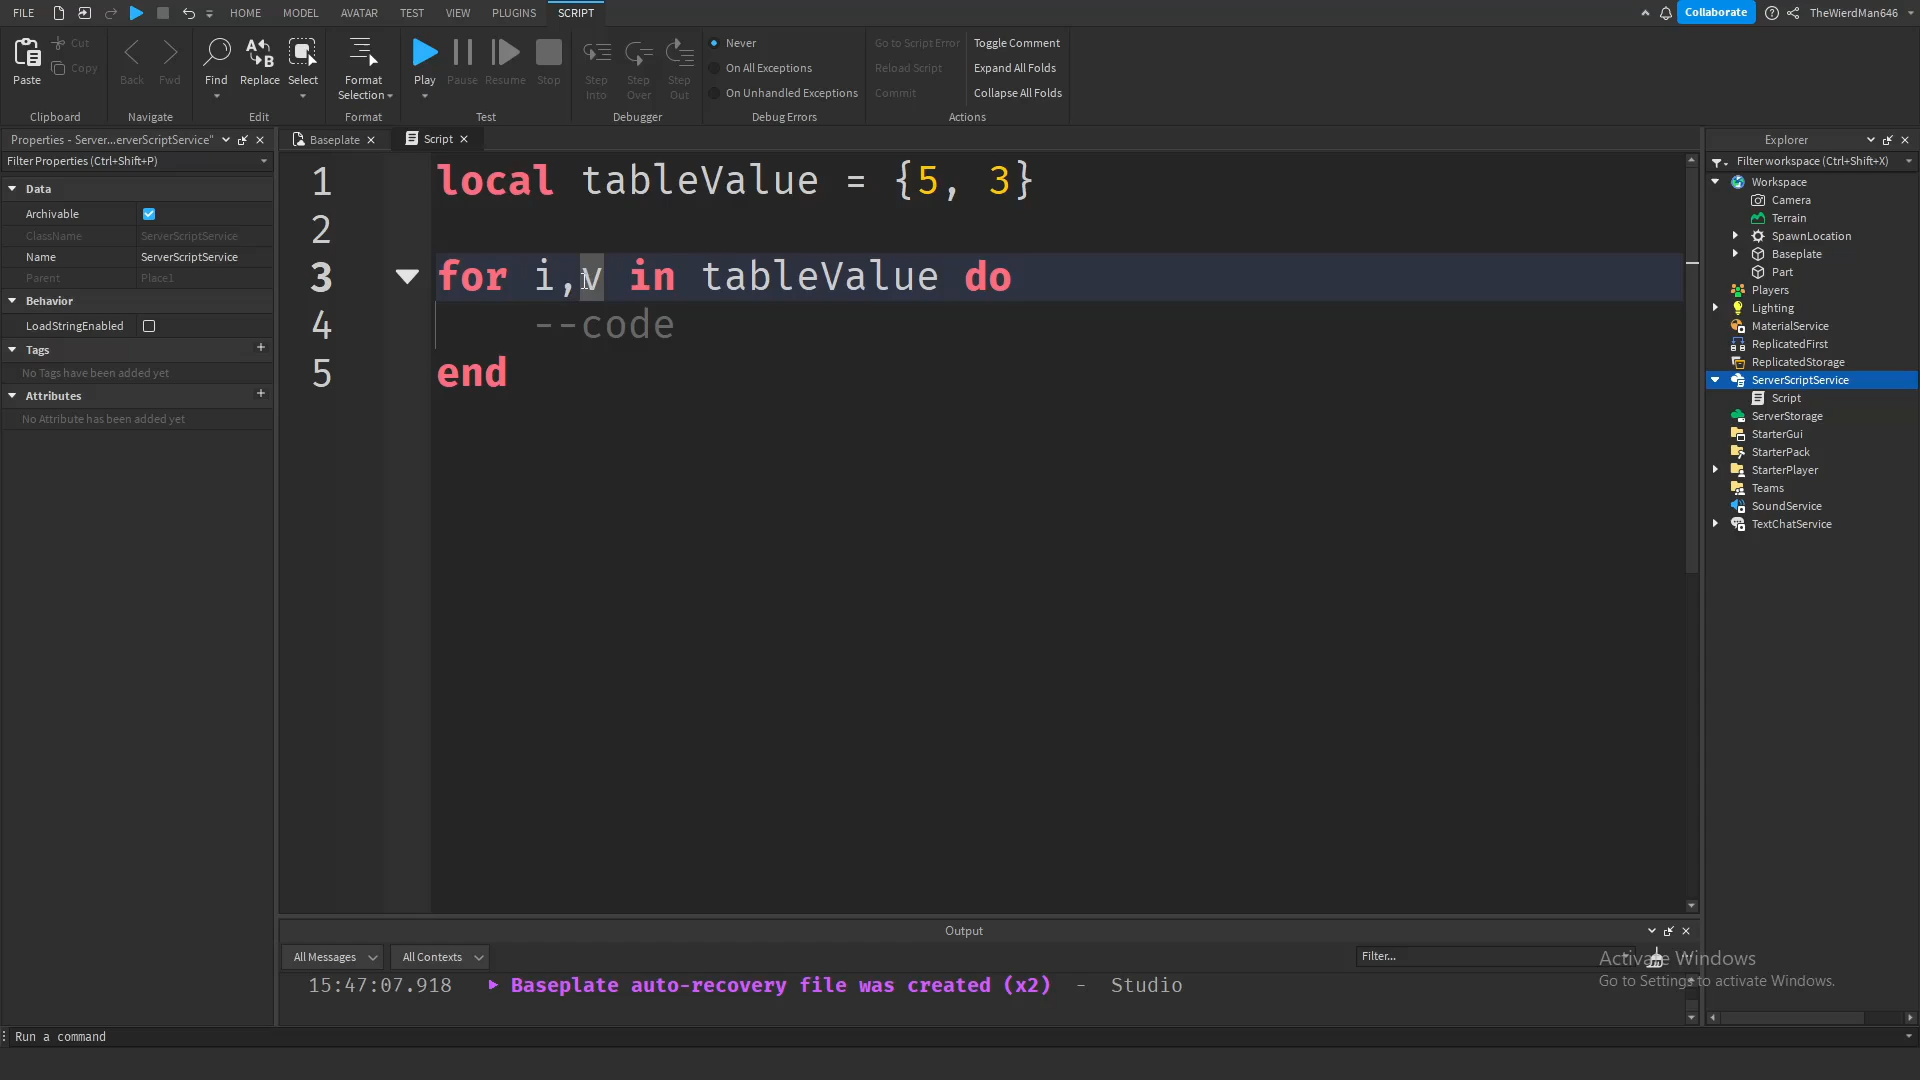 FILE HOME MODEL AVATAR TEST VIEW PLUGINS SCRIPT Collaborate TheWierdMan646
Paste Cut Copy
Clipboard
Back Fwd
Navigate
Find Replace Select
Edit
Format Selection
Format
Play Pause Resume Stop
Test
Step Into Step Over Step Out
Debugger
Never
On All Exceptions
On Unhandled Exceptions
Debug Errors
Go to Script Error Toggle Comment
Reload Script Expand All Folds
Commit Collapse All Folds
Actions
Properties - Server...erverScriptService"
Filter Properties (Ctrl+Shift+P)
Data
Archivable
ClassName ServerScriptService
Name ServerScriptService
Parent Place1
Behavior
LoadStringEnabled
Tags
No Tags have been added yet
Attributes
No Attribute has been added yet
Baseplate Script
1 local tableValue = {5, 3}
2
3 for i,v in tableValue do
4 --code
5 end
Output
All Messages All Contexts Filter...
15:47:07.918 Baseplate auto-recovery file was created (x2) - Studio
Run a command
Explorer
Filter workspace (Ctrl+Shift+X)
Workspace
Camera
Terrain
SpawnLocation
Baseplate
Part
Players
Lighting
MaterialService
ReplicatedFirst
ReplicatedStorage
ServerScriptService
Script
ServerStorage
StarterGui
StarterPack
StarterPlayer
Teams
SoundService
TextChatService
Activate Windows
Go to Settings to activate Windows.